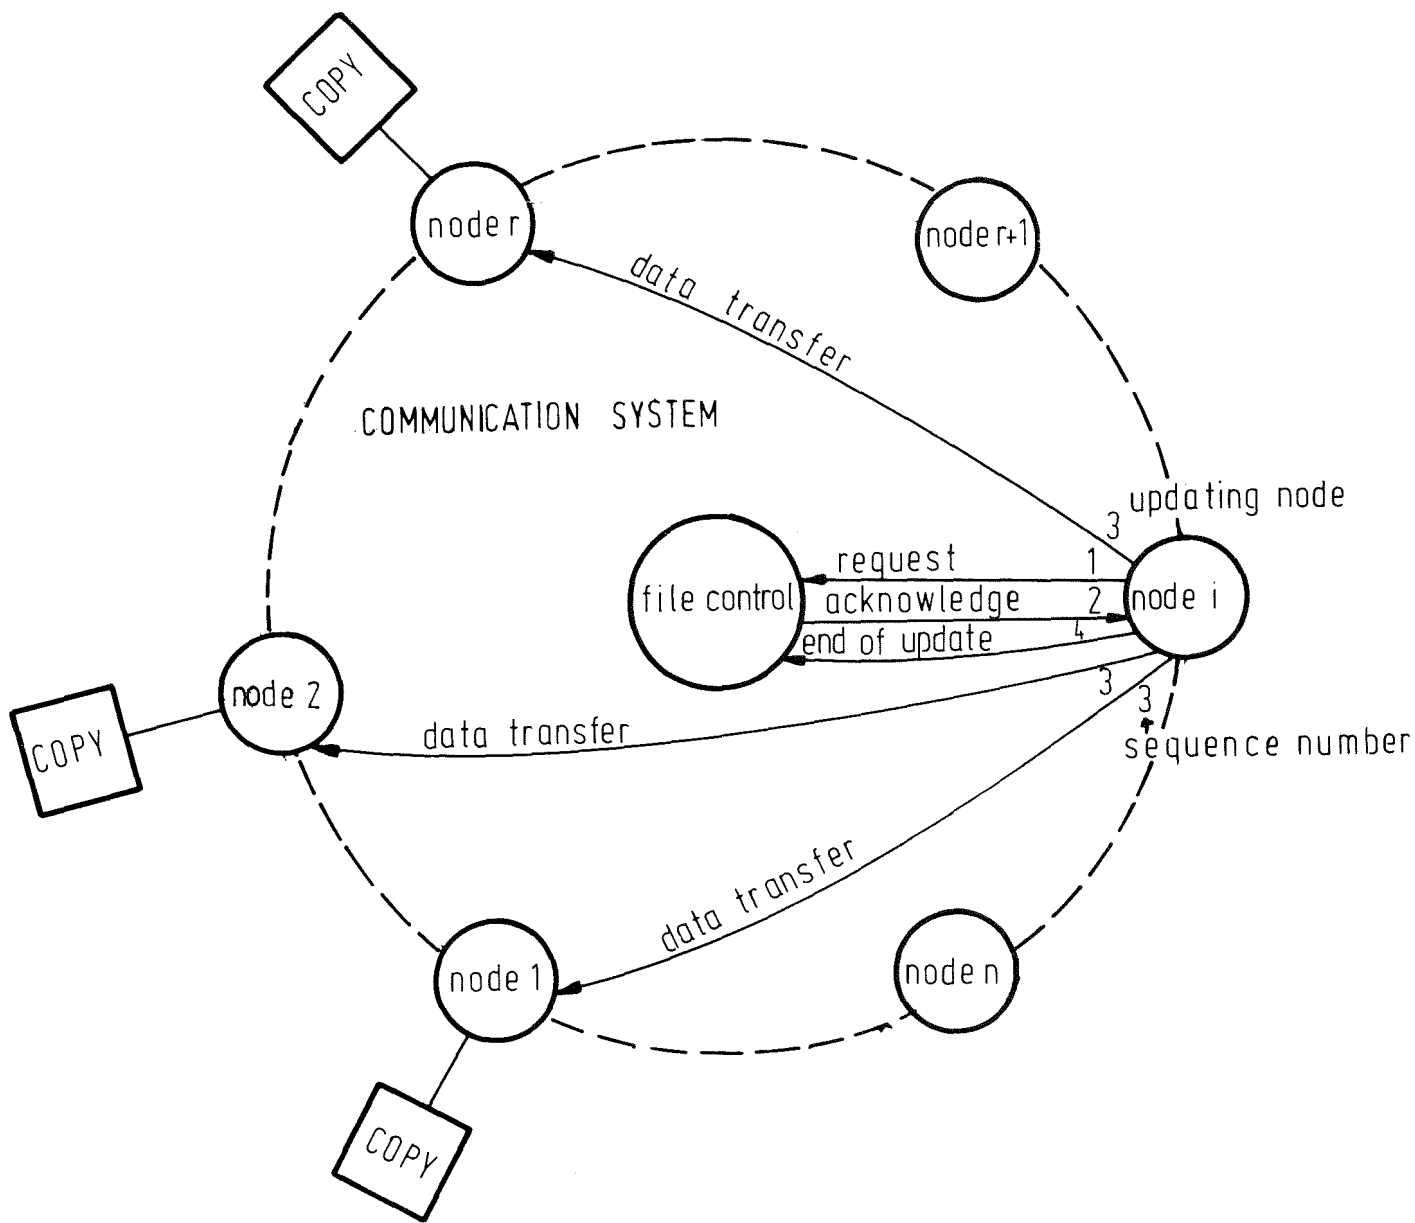 COPY
node r
node r+1
data transfer
COMMUNICATION SYSTEM
updating node
3
request 1
file control
acknowledge 2
node i
end of update 4
3
3
node 2
COPY
data transfer
sequence number
data transfer
node 1
node n
COPY